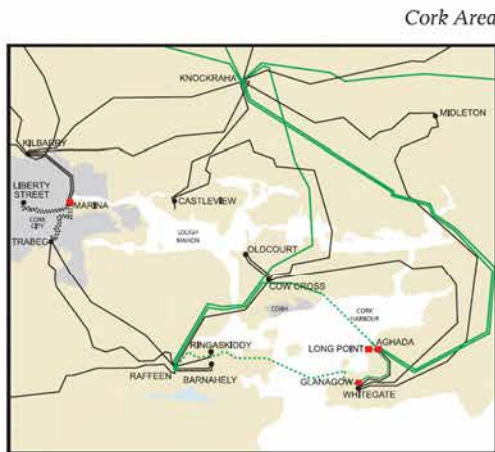 Cork Area
KNOCKRAHA
MIDLETON
KILBARRY
LIBERTY
STREET
MARINA
CASTLEVIEW
CORK
CITY
TRABEG
LOUGH
MAHON
OLDCOURT
COW CROSS
COBH
CORK
HARBOUR
RINGASKIDDY
LONG POINT
AGHADA
RAFFEEN
BARNAHELY
GLANAGOW
WHITEGATE